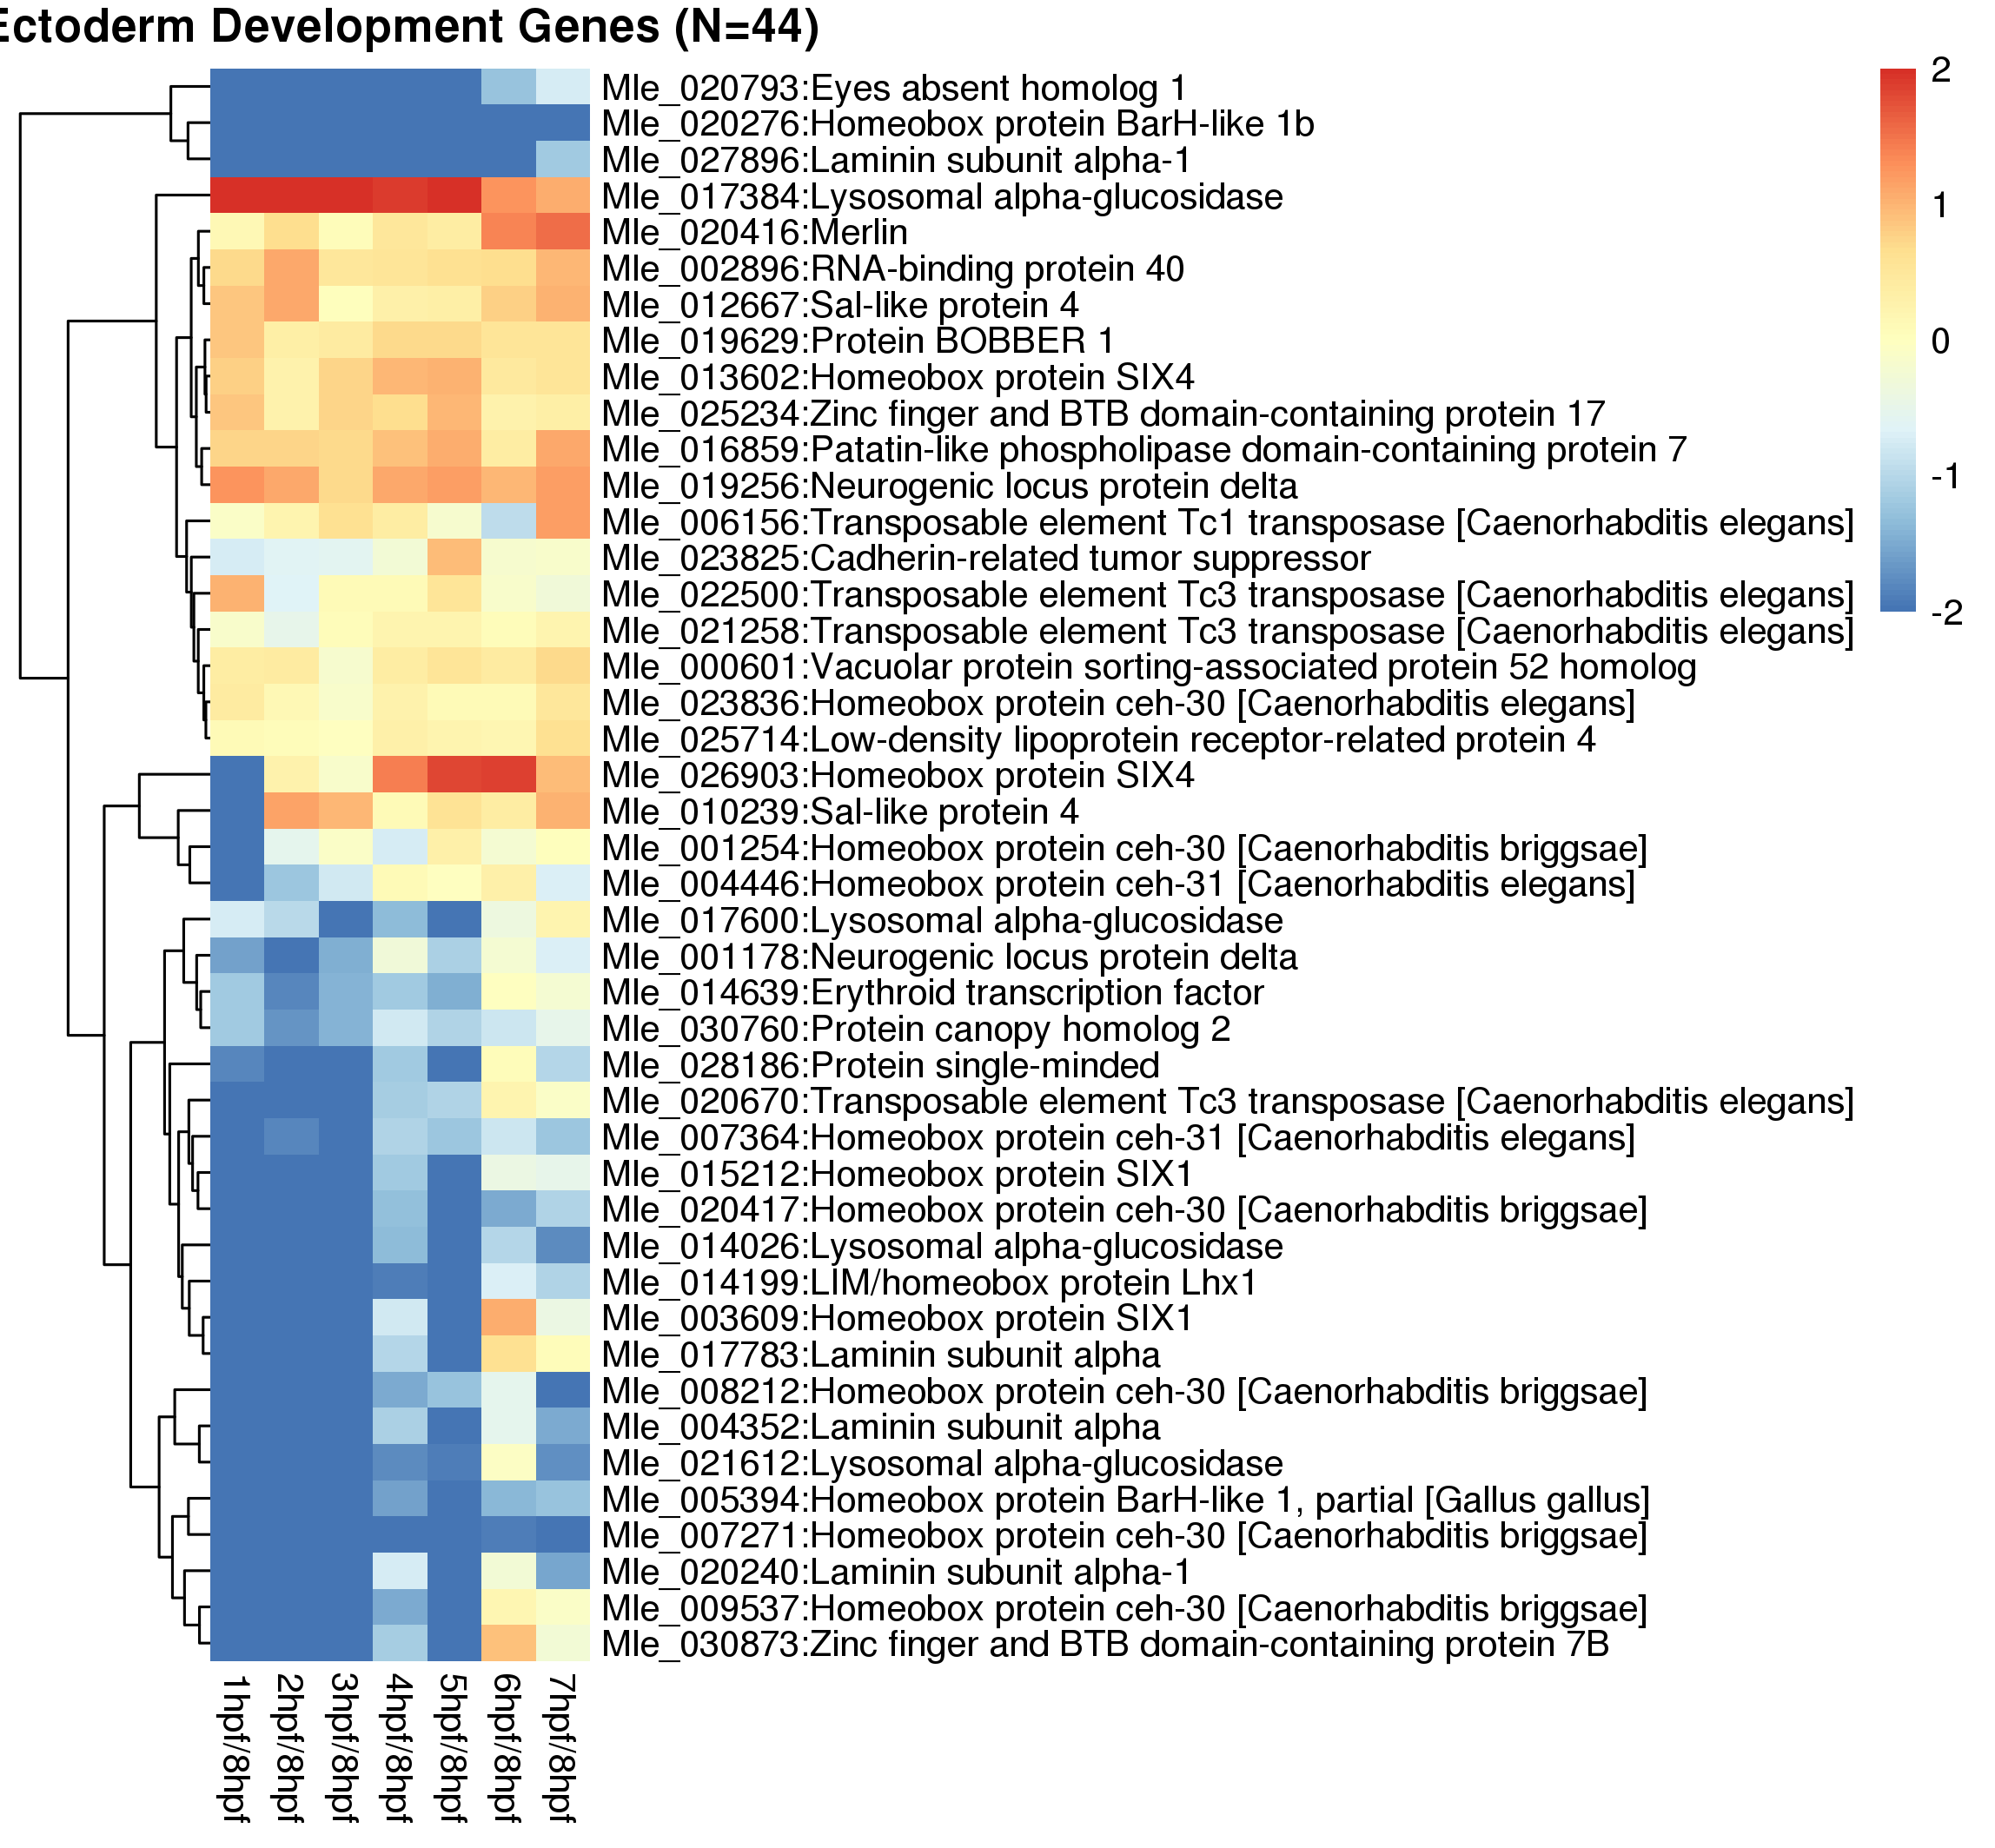 Ectoderm Development Genes (N=44)
Mle_020793:Eyes absent homolog 1
Mle_020276:Homeobox protein BarH-like 1b
Mle_027896:Laminin subunit alpha-1
Mle_017384:Lysosomal alpha-glucosidase
Mle_020416:Merlin
Mle_002896:RNA-binding protein 40
Mle_012667:Sal-like protein 4
Mle_019629:Protein BOBBER 1
Mle_013602:Homeobox protein SIX4
Mle_025234:Zinc finger and BTB domain-containing protein 17
Mle_016859:Patatin-like phospholipase domain-containing protein 7
Mle_019256:Neurogenic locus protein delta
Mle_006156:Transposable element Tc1 transposase [Caenorhabditis elegans]
Mle_023825:Cadherin-related tumor suppressor
Mle_022500:Transposable element Tc3 transposase [Caenorhabditis elegans]
Mle_021258:Transposable element Tc3 transposase [Caenorhabditis elegans]
Mle_000601:Vacuolar protein sorting-associated protein 52 homolog
Mle_023836:Homeobox protein ceh-30 [Caenorhabditis elegans]
Mle_025714:Low-density lipoprotein receptor-related protein 4
Mle_026903:Homeobox protein SIX4
Mle_010239:Sal-like protein 4
Mle_001254:Homeobox protein ceh-30 [Caenorhabditis briggsae]
Mle_004446:Homeobox protein ceh-31 [Caenorhabditis elegans]
Mle_017600:Lysosomal alpha-glucosidase
Mle_001178:Neurogenic locus protein delta
Mle_014639:Erythroid transcription factor
Mle_030760:Protein canopy homolog 2
Mle_028186:Protein single-minded
Mle_020670:Transposable element Tc3 transposase [Caenorhabditis elegans]
Mle_007364:Homeobox protein ceh-31 [Caenorhabditis elegans]
Mle_015212:Homeobox protein SIX1
Mle_020417:Homeobox protein ceh-30 [Caenorhabditis briggsae]
Mle_014026:Lysosomal alpha-glucosidase
Mle_014199:LIM/homeobox protein Lhx1
Mle_003609:Homeobox protein SIX1
Mle_017783:Laminin subunit alpha
Mle_008212:Homeobox protein ceh-30 [Caenorhabditis briggsae]
Mle_004352:Laminin subunit alpha
Mle_021612:Lysosomal alpha-glucosidase
Mle_005394:Homeobox protein BarH-like 1, partial [Gallus gallus]
Mle_007271:Homeobox protein ceh-30 [Caenorhabditis briggsae]
Mle_020240:Laminin subunit alpha-1
Mle_009537:Homeobox protein ceh-30 [Caenorhabditis briggsae]
Mle_030873:Zinc finger and BTB domain-containing protein 7B
1hpf/8hpf
2hpf/8hpf
3hpf/8hpf
4hpf/8hpf
5hpf/8hpf
6hpf/8hpf
7hpf/8hpf
2
1
0
-1
-2